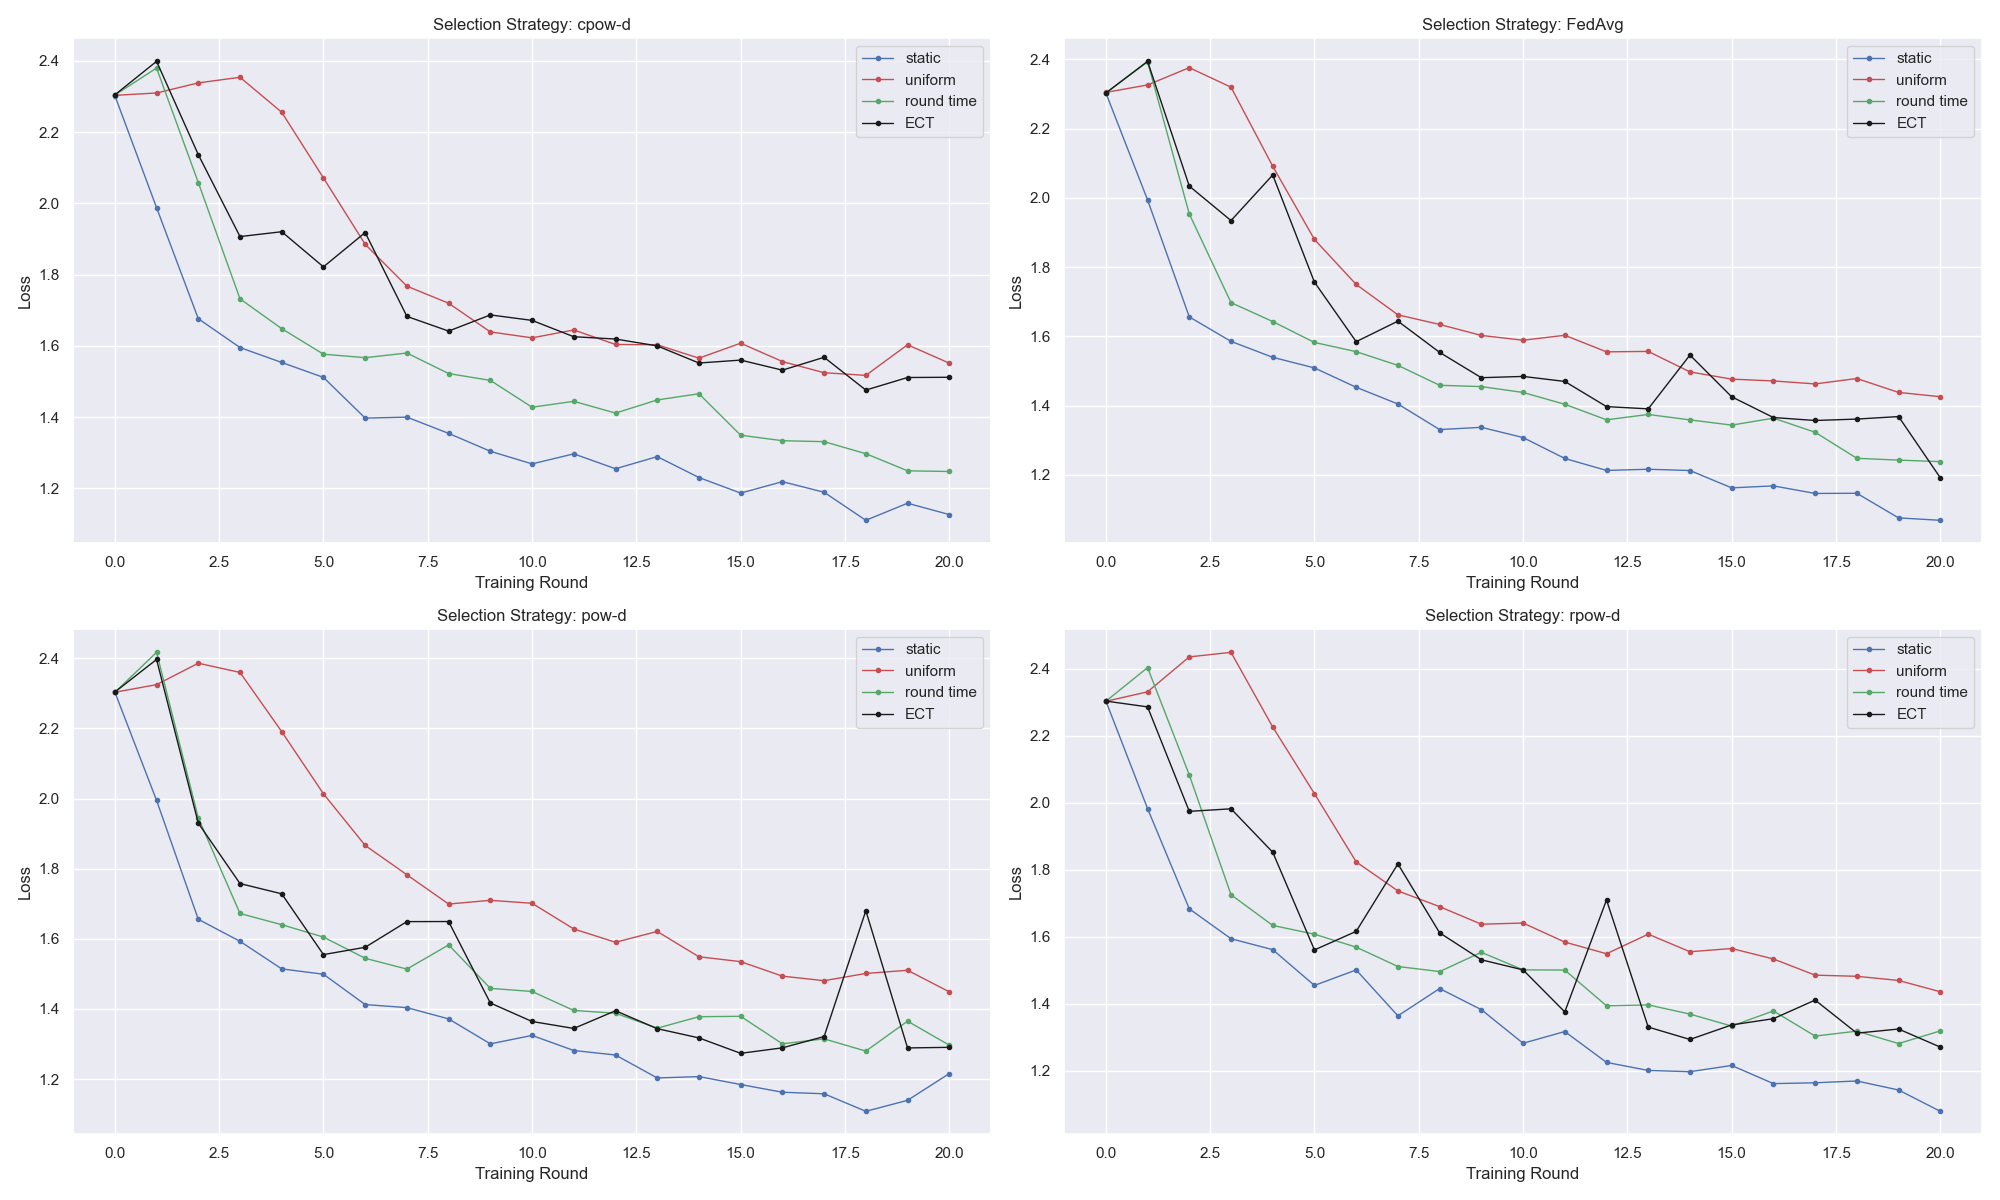 Selection Strategy: cpow-d
static
uniform
round time
ECT
2.4
2.2
2.0
1.8
1.6
1.4
1.2
Loss
0.0 2.5 5.0 7.5 10.0 12.5 15.0 17.5 20.0
Training Round
Selection Strategy: FedAvg
static
uniform
round time
ECT
2.4
2.2
2.0
1.8
1.6
1.4
1.2
Loss
0.0 2.5 5.0 7.5 10.0 12.5 15.0 17.5 20.0
Training Round
Selection Strategy: pow-d
static
uniform
round time
ECT
2.4
2.2
2.0
1.8
1.6
1.4
1.2
Loss
0.0 2.5 5.0 7.5 10.0 12.5 15.0 17.5 20.0
Training Round
Selection Strategy: rpow-d
static
uniform
round time
ECT
2.4
2.2
2.0
1.8
1.6
1.4
1.2
Loss
0.0 2.5 5.0 7.5 10.0 12.5 15.0 17.5 20.0
Training Round